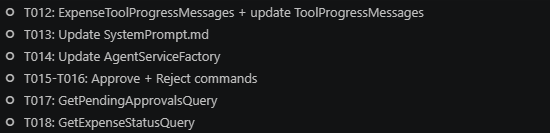 T012: ExpenseToolProgressMessages + update ToolProgressMessages
T013: Update SystemPrompt.md
T014: Update AgentServiceFactory
T015-T016: Approve + Reject commands
T017: GetPendingApprovalsQuery
T018: GetExpenseStatusQuery